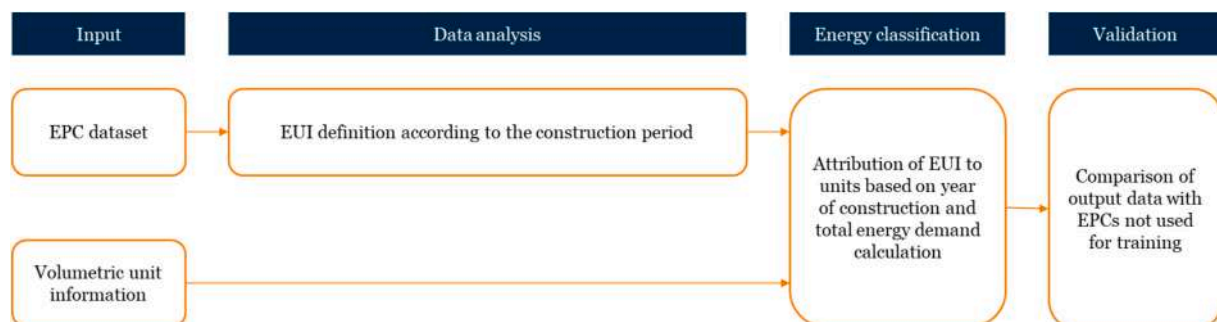 Input
Data analysis
Energy classification
Validation
EPC dataset
EUI definition according to the construction period
Attribution of EUI to
units based on year
of construction and
total energy demand
calculation
Comparison of
output data with
EPCs not used
for training
Volumetric unit
information